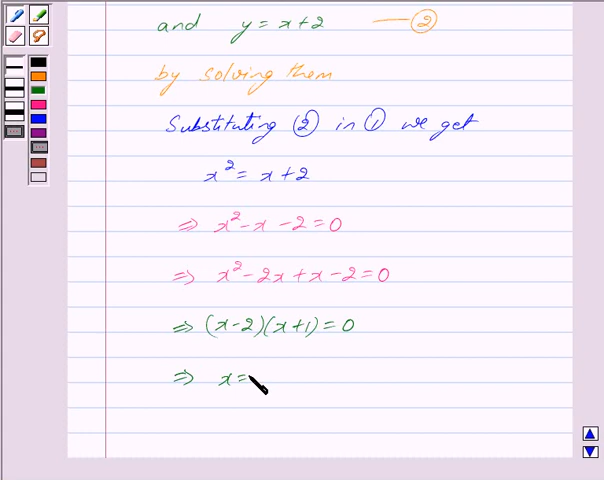 and y = x + 2 —— ②
by solving them
Substituting ② in ① we get
x² = x + 2
⇒ x² - x - 2 = 0
⇒ x² - 2x + x - 2 = 0
⇒ (x - 2)(x + 1) = 0
⇒ x =